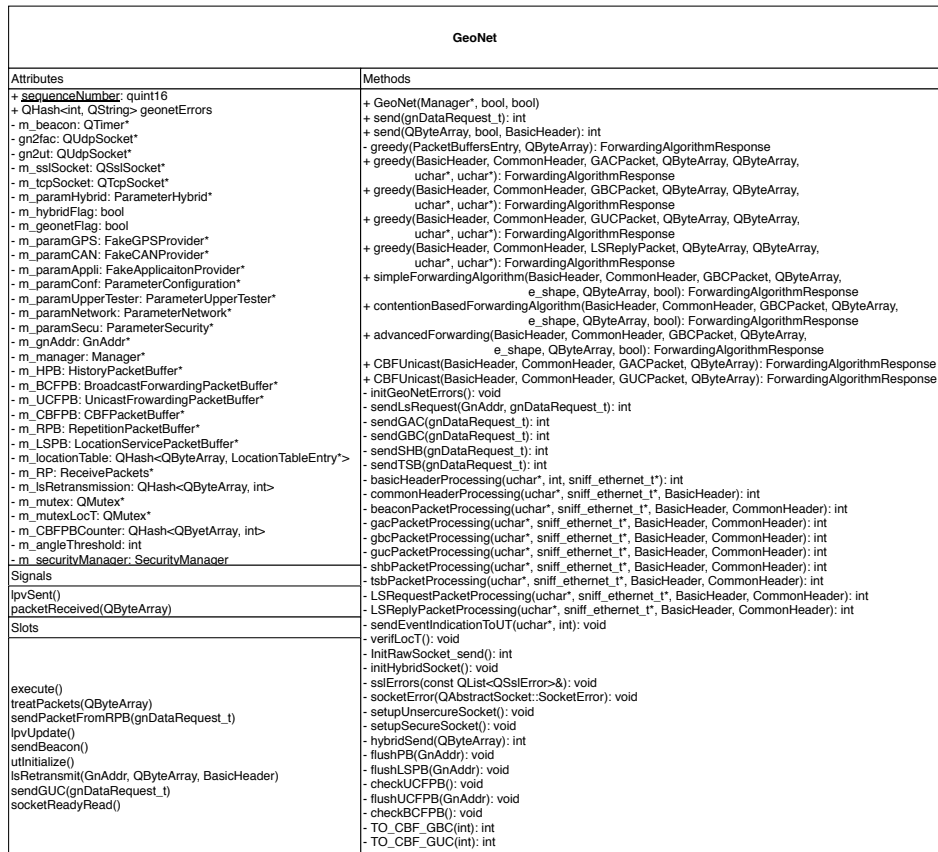 GeoNet
Attributes
+ sequenceNumber: quint16
+ QHash<int, QString> geonetErrors
- m_beacon: QTimer*
- gn2fac: QUdpSocket*
- gn2ut: QUdpSocket*
- m_sslSocket: QSslSocket*
- m_tcpSocket: QTcpSocket*
- m_paramHybrid: ParameterHybrid*
- m_hybridFlag: bool
- m_geonetFlag: bool
- m_paramGPS: FakeGPSProvider*
- m_paramCAN: FakeCANProvider*
- m_paramAppli: FakeApplicaitonProvider*
- m_paramConf: ParameterConfiguration*
- m_paramUpperTester: ParameterUpperTester*
- m_paramNetwork: ParameterNetwork*
- m_paramSecu: ParameterSecurity*
- m_gnAddr: GnAddr*
- m_manager: Manager*
- m_HPB: HistoryPacketBuffer*
- m_BCFPB: BroadcastForwardingPacketBuffer*
- m_UCFPB: UnicastFrowardingPacketBuffer*
- m_CBFPB: CBFPacketBuffer*
- m_RPB: RepetitionPacketBuffer*
- m_LSPB: LocationServicePacketBuffer*
- m_locationTable: QHash<QByteArray, LocationTableEntry*>
- m_RP: ReceivePackets*
- m_lsRetransmission: QHash<QByteArray, int>
- m_mutex: QMutex*
- m_mutexLocT: QMutex*
- m_CBFPBCounter: QHash<QByetArray, int>
- m_angleThreshold: int
- m_securityManager: SecurityManager
Signals
lpvSent()
packetReceived(QByteArray)
Slots
execute()
treatPackets(QByteArray)
sendPacketFromRPB(gnDataRequest_t)
lpvUpdate()
sendBeacon()
utInitialize()
lsRetransmit(GnAddr, QByteArray, BasicHeader)
sendGUC(gnDataRequest_t)
socketReadyRead()
Methods
+ GeoNet(Manager*, bool, bool)
+ send(gnDataRequest_t): int
+ send(QByteArray, bool, BasicHeader): int
- greedy(PacketBuffersEntry, QByteArray): ForwardingAlgorithmResponse
+ greedy(BasicHeader, CommonHeader, GACPacket, QByteArray, QByteArray,
uchar*, uchar*): ForwardingAlgorithmResponse
+ greedy(BasicHeader, CommonHeader, GBCPacket, QByteArray, QByteArray,
uchar*, uchar*): ForwardingAlgorithmResponse
+ greedy(BasicHeader, CommonHeader, GUCPacket, QByteArray, QByteArray,
uchar*, uchar*): ForwardingAlgorithmResponse
+ greedy(BasicHeader, CommonHeader, LSReplyPacket, QByteArray, QByteArray,
uchar*, uchar*): ForwardingAlgorithmResponse
+ simpleForwardingAlgorithm(BasicHeader, CommonHeader, GBCPacket, QByteArray,
e_shape, QByteArray, bool): ForwardingAlgorithmResponse
+ contentionBasedForwardingAlgorithm(BasicHeader, CommonHeader, GBCPacket, QByteArray,
e_shape, QByteArray, bool): ForwardingAlgorithmResponse
+ advancedForwarding(BasicHeader, CommonHeader, GBCPacket, QByteArray,
e_shape, QByteArray, bool): ForwardingAlgorithmResponse
+ CBFUnicast(BasicHeader, CommonHeader, GACPacket, QByteArray): ForwardingAlgorithmResponse
+ CBFUnicast(BasicHeader, CommonHeader, GUCPacket, QByteArray): ForwardingAlgorithmResponse
- initGeoNetErrors(): void
- sendLsRequest(GnAddr, gnDataRequest_t): int
- sendGAC(gnDataRequest_t): int
- sendGBC(gnDataRequest_t): int
- sendSHB(gnDataRequest_t): int
- sendTSB(gnDataRequest_t): int
- basicHeaderProcessing(uchar*, int, sniff_ethernet_t*): int
- commonHeaderProcessing(uchar*, sniff_ethernet_t*, BasicHeader): int
- beaconPacketProcessing(uchar*, sniff_ethernet_t*, BasicHeader, CommonHeader): int
- gacPacketProcessing(uchar*, sniff_ethernet_t*, BasicHeader, CommonHeader): int
- gbcPacketProcessing(uchar*, sniff_ethernet_t*, BasicHeader, CommonHeader): int
- gucPacketProcessing(uchar*, sniff_ethernet_t*, BasicHeader, CommonHeader): int
- shbPacketProcessing(uchar*, sniff_ethernet_t*, BasicHeader, CommonHeader): int
- tsbPacketProcessing(uchar*, sniff_ethernet_t*, BasicHeader, CommonHeader): int
- LSRequestPacketProcessing(uchar*, sniff_ethernet_t*, BasicHeader, CommonHeader): int
- LSReplyPacketProcessing(uchar*, sniff_ethernet_t*, BasicHeader, CommonHeader): int
- sendEventIndicationToUT(uchar*, int): void
- verifLocT(): void
- InitRawSocket_send(): int
- initHybridSocket(): void
- sslErrors(const QList<QSslError>&): void
- socketError(QAbstractSocket::SocketError): void
- setupUnsercureSocket(): void
- setupSecureSocket(): void
- hybridSend(QByteArray): int
- flushPB(GnAddr): void
- flushLSPB(GnAddr): void
- checkUCFPB(): void
- flushUCFPB(GnAddr): void
- checkBCFPB(): void
- TO_CBF_GBC(int): int
- TO_CBF_GUC(int): int